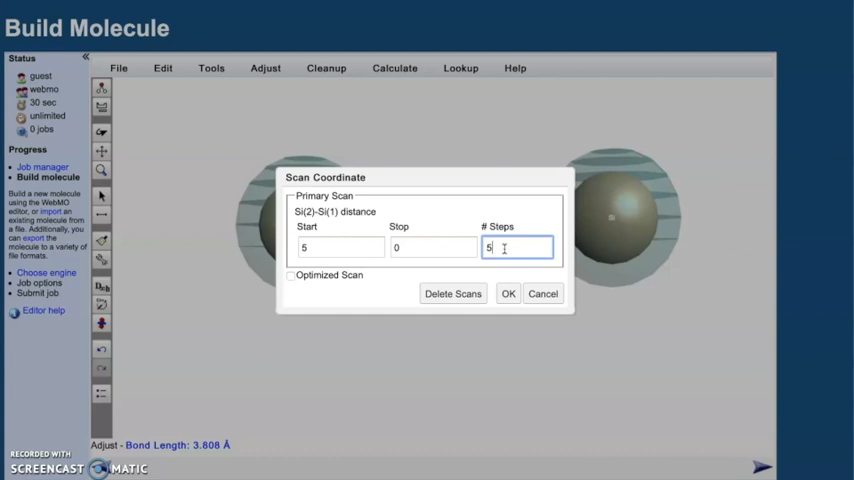 Build Molecule
Status
guest
webmo
30 sec
unlimited
0 jobs
Progress
Job manager
Build molecule
Build a new molecule
using the WebMO
editor, or import an
existing molecule from
a file. Additionally, you
can export the
molecule to a variety of
file formats.
Choose engine
Job options
Submit job
Editor help
File Edit Tools Adjust Cleanup Calculate Lookup Help
Scan Coordinate
Primary Scan
Si(2)-Si(1) distance
Start Stop # Steps
5 0 5
Optimized Scan
Delete Scans OK Cancel
Si
Adjust - Bond Length: 3.808 Å
RECORDED WITH
SCREENCAST MATIC